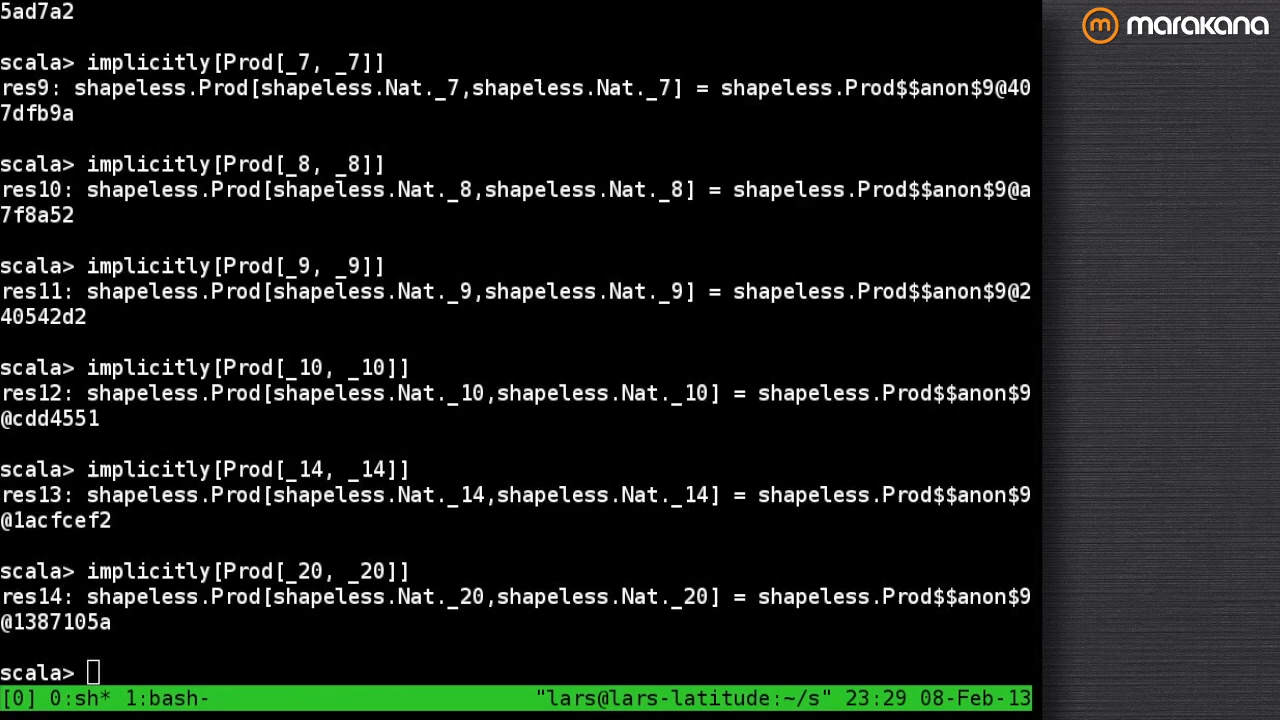 5ad7a2
marakana
scala> implicitly[Prod[_7, _7]]
res9: shapeless.Prod[shapeless.Nat._7,shapeless.Nat._7] = shapeless.Prod$$anon$9@40
7dfb9a
scala> implicitly[Prod[_8, _8]]
res10: shapeless.Prod[shapeless.Nat._8,shapeless.Nat._8] = shapeless.Prod$$anon$9@a
7f8a52
scala> implicitly[Prod[_9, _9]]
res11: shapeless.Prod[shapeless.Nat._9,shapeless.Nat._9] = shapeless.Prod$$anon$9@2
40542d2
scala> implicitly[Prod[_10, _10]]
res12: shapeless.Prod[shapeless.Nat._10,shapeless.Nat._10] = shapeless.Prod$$anon$9
@cdd4551
scala> implicitly[Prod[_14, _14]]
res13: shapeless.Prod[shapeless.Nat._14,shapeless.Nat._14] = shapeless.Prod$$anon$9
@1acfcef2
scala> implicitly[Prod[_20, _20]]
res14: shapeless.Prod[shapeless.Nat._20,shapeless.Nat._20] = shapeless.Prod$$anon$9
@1387105a
scala>
[0] 0:sh* 1:bash- "lars@lars-latitude:~/s" 23:29 08-Feb-13